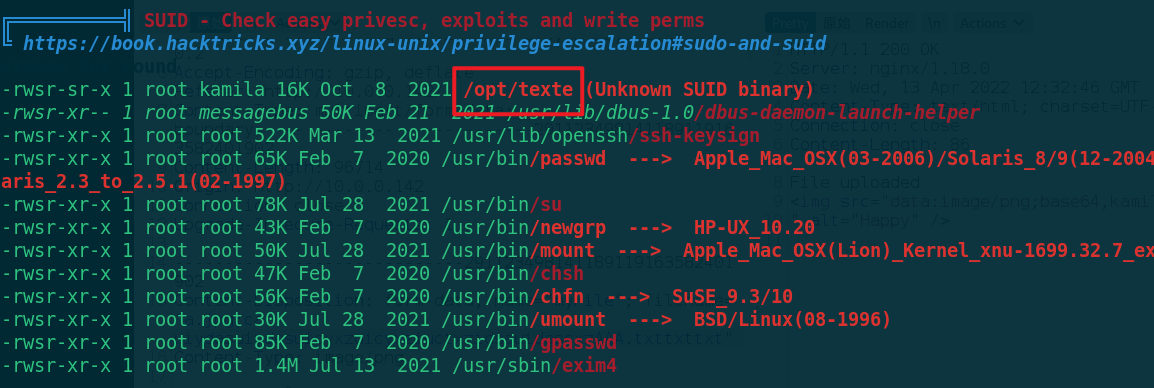 SUID - Check easy privesc, exploits and write perms
https://book.hacktricks.xyz/linux-unix/privilege-escalation#sudo-and-suid
-rwsr-sr-x 1 root kamila 16K Oct  8  2021 /opt/texte (Unknown SUID binary)
-rwsr-xr-- 1 root messagebus 50K Feb 21  2021 /usr/lib/dbus-1.0/dbus-daemon-launch-helper
-rwsr-xr-x 1 root root 522K Mar 13  2021 /usr/lib/openssh/ssh-keysign
-rwsr-xr-x 1 root root 65K Feb  7  2020 /usr/bin/passwd  --->  Apple_Mac_OSX(03-2006)/Solaris_8/9(12-2004
aris_2.3_to_2.5.1(02-1997)
-rwsr-xr-x 1 root root 78K Jul 28  2021 /usr/bin/su
-rwsr-xr-x 1 root root 43K Feb  7  2020 /usr/bin/newgrp  --->  HP-UX_10.20
-rwsr-xr-x 1 root root 50K Jul 28  2021 /usr/bin/mount  --->  Apple_Mac_OSX(Lion)_Kernel_xnu-1699.32.7_ex
-rwsr-xr-x 1 root root 47K Feb  7  2020 /usr/bin/chsh
-rwsr-xr-x 1 root root 56K Feb  7  2020 /usr/bin/chfn  --->  SuSE_9.3/10
-rwsr-xr-x 1 root root 30K Jul 28  2021 /usr/bin/umount  --->  BSD/Linux(08-1996)
-rwsr-xr-x 1 root root 85K Feb  7  2020 /usr/bin/gpasswd
-rwsr-xr-x 1 root root 1.4M Jul 13  2021 /usr/sbin/exim4